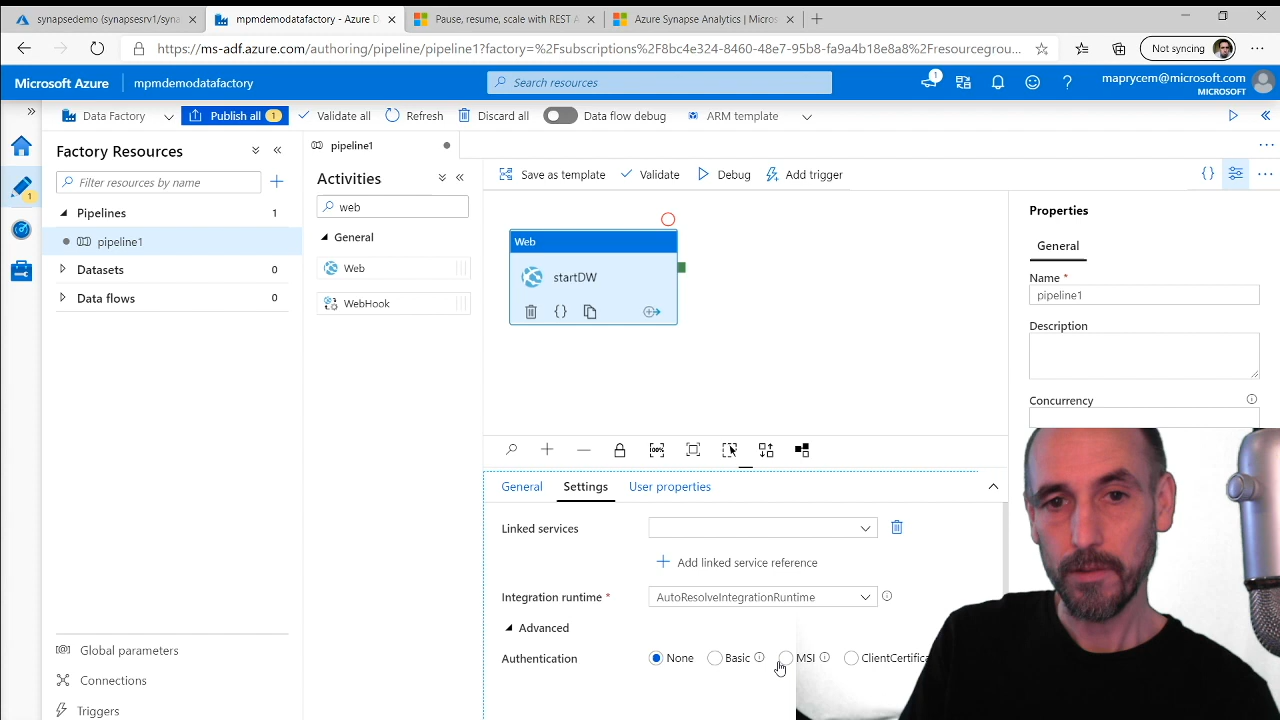 synapsedemo (synapsesrv1/syna
mpmdemodatafactory - Azure D
Pause, resume, scale with REST A
Azure Synapse Analytics | Micros
https://ms-adf.azure.com/authoring/pipeline/pipeline1?factory=%2Fsubscriptions%2F8bc4e324-8460-48e7-95b8-fa9a4b18e8a8%2Fresourcegrou...
Not syncing
Microsoft Azure
mpmdemodatafactory
Search resources
1
maprycem@microsoft.com
MICROSOFT
Data Factory
Publish all 1
Validate all
Refresh
Discard all
Data flow debug
ARM template
Factory Resources
Filter resources by name
Pipelines 1
pipeline1
Datasets 0
Data flows 0
Global parameters
Connections
Triggers
1
pipeline1
Activities
web
General
Web
WebHook
Save as template
Validate
Debug
Add trigger
Web
startDW
100%
General
Settings
User properties
Linked services
Add linked service reference
Integration runtime *
AutoResolveIntegrationRuntime
Advanced
Authentication
None
Basic
MSI
ClientCertifica
Properties
General
Name *
pipeline1
Description
Concurrency